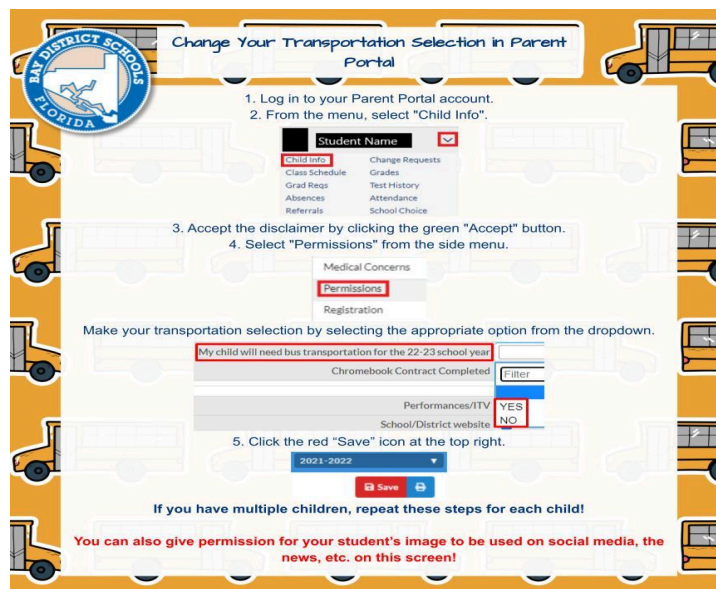 BAY DISTRICT SCHOOLS
FLORIDA
Change Your Transportation Selection in Parent
Portal
1. Log in to your Parent Portal account.
2. From the menu, select "Child Info".
Student Name
Child Info Change Requests
Class Schedule Grades
Grad Reqs Test History
Absences Attendance
Referrals School Choice
3. Accept the disclaimer by clicking the green "Accept" button.
4. Select "Permissions" from the side menu.
Medical Concerns
Permissions
Registration
Make your transportation selection by selecting the appropriate option from the dropdown.
My child will need bus transportation for the 22-23 school year
Chromebook Contract Completed Filter
Performances/ITV YES
School/District website NO
5. Click the red “Save” icon at the top right.
2021-2022
Save
If you have multiple children, repeat these steps for each child!
You can also give permission for your student's image to be used on social media, the
news, etc. on this screen!